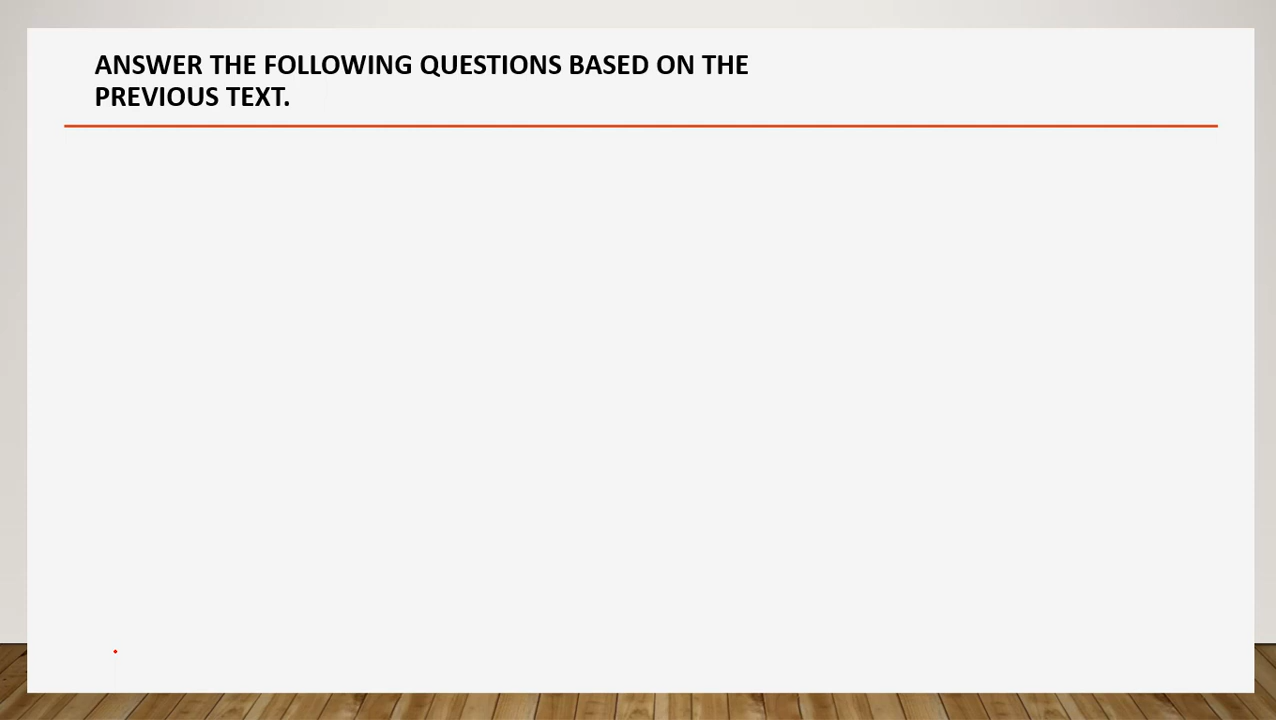 ANSWER THE FOLLOWING QUESTIONS BASED ON THE
PREVIOUS TEXT.